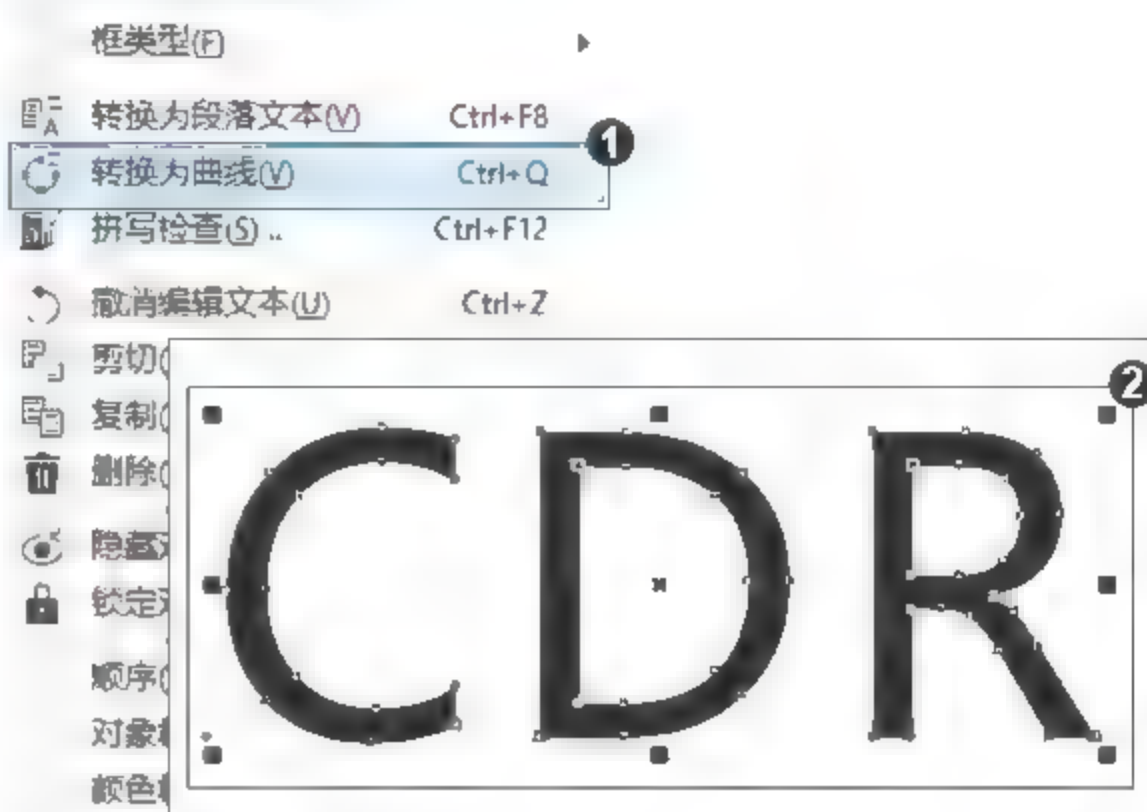 框类型(F)
转换为段落文本(V) Ctrl+F8
1
转换为曲线(V) Ctrl+Q
拼写检查(S)... Ctrl+F12
撤消编辑文本(U) Ctrl+Z
剪切(
2
复制(
删除(
隐藏
锁定
顺序(
对象
颜色
CDR